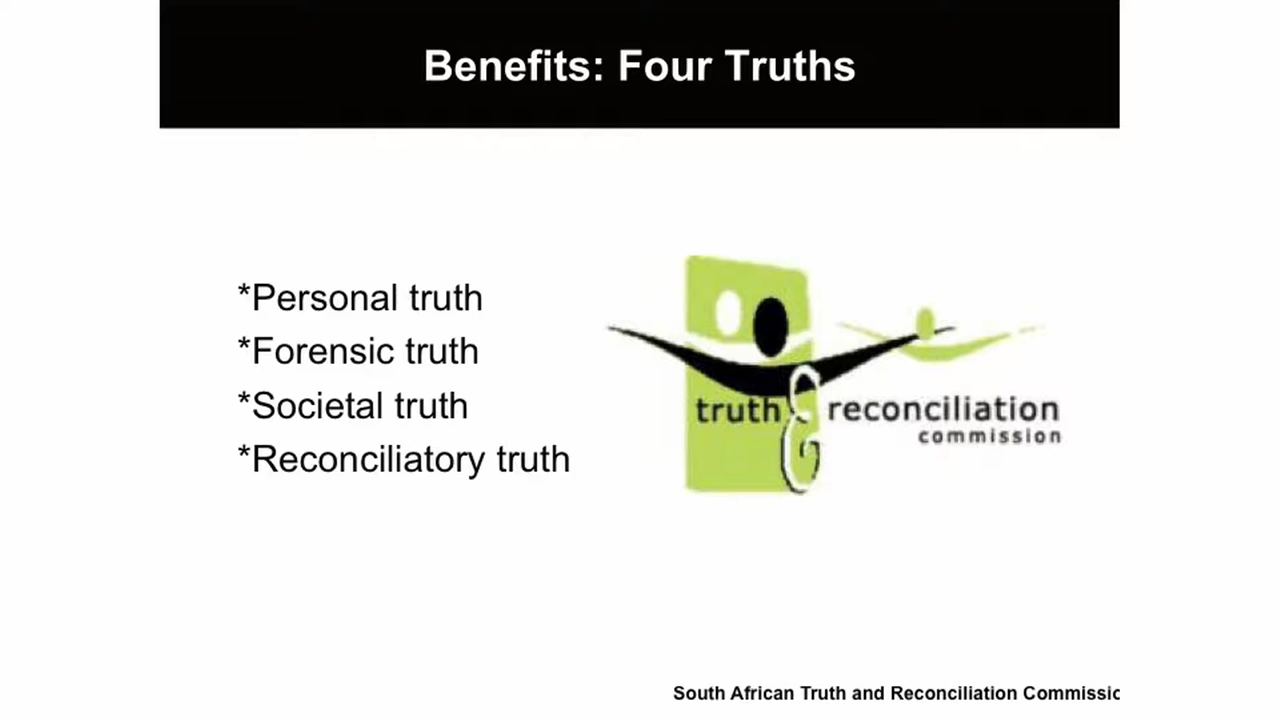 Benefits: Four Truths
*Personal truth
*Forensic truth
*Societal truth
*Reconciliatory truth
truth & reconciliation
commission
South African Truth and Reconciliation Commissic